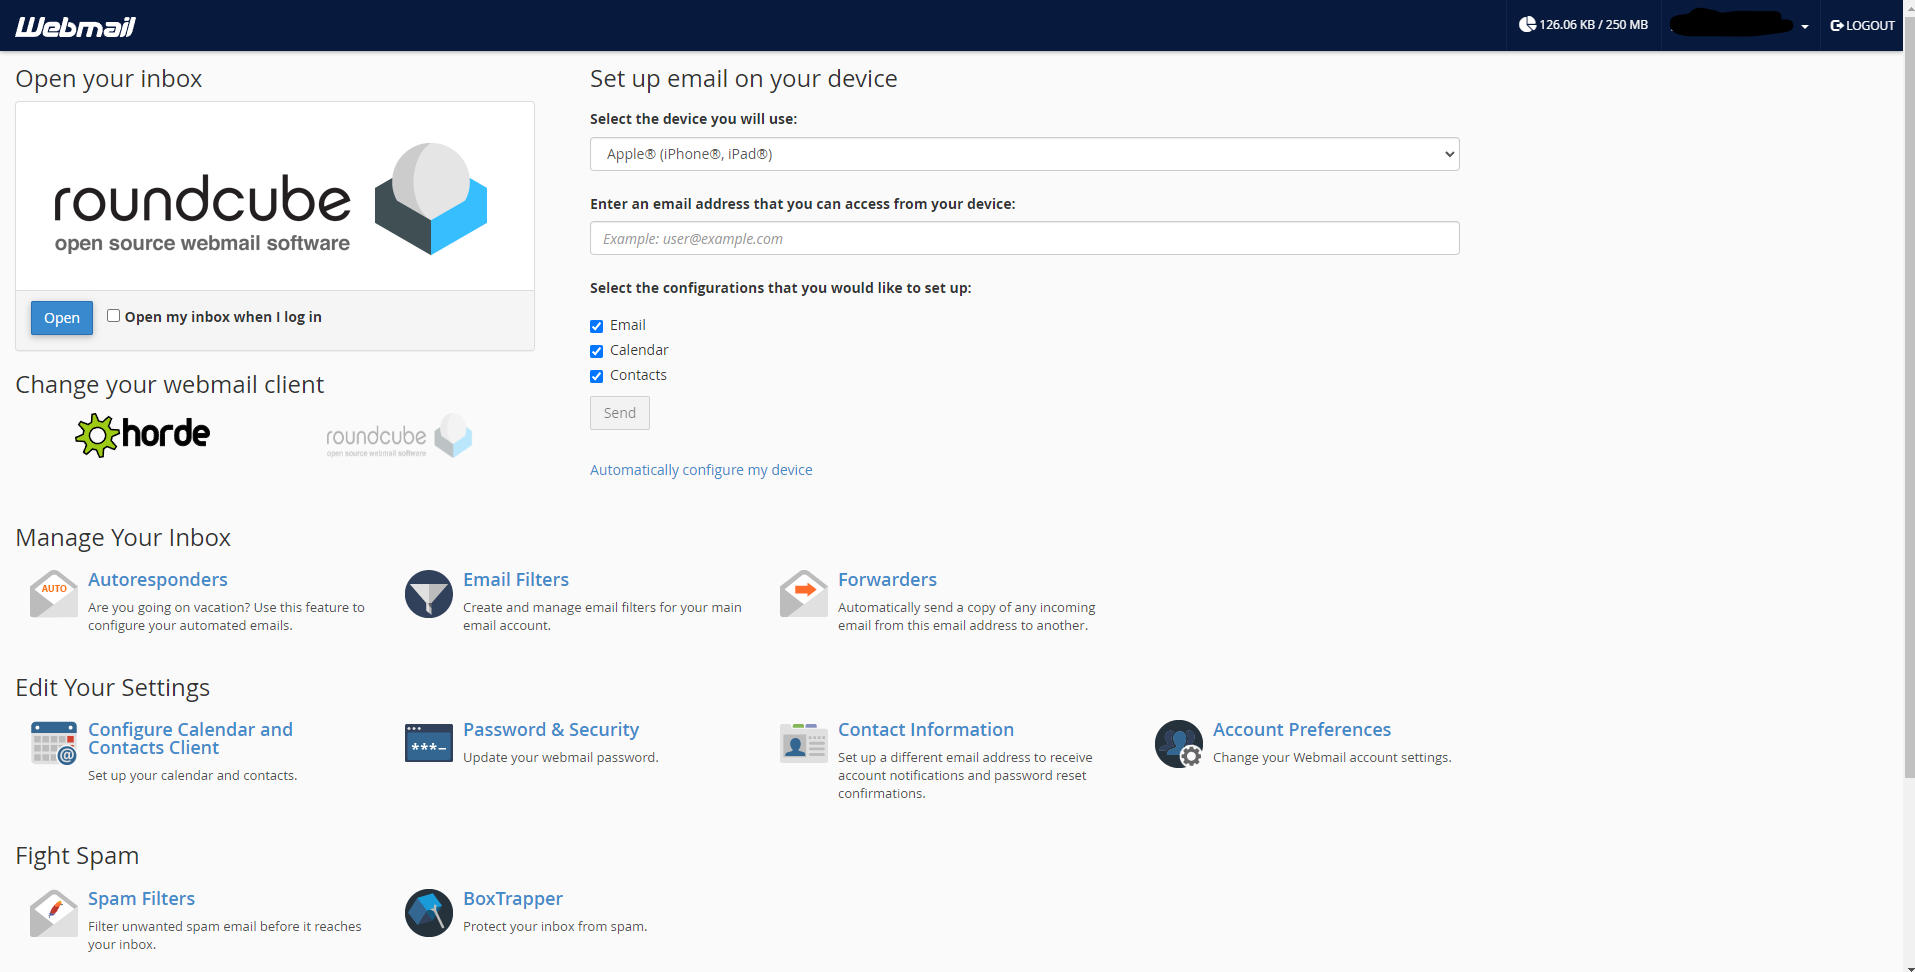 Webmail
126.06 KB / 250 MB
LOGOUT
Open your inbox
roundcube
open source webmail software
Open
Open my inbox when I log in
Change your webmail client
horde
roundcube
open source webmail software
Set up email on your device
Select the device you will use:
Apple® (iPhone®, iPad®)
Enter an email address that you can access from your device:
Example: user@example.com
Select the configurations that you would like to set up:
Email
Calendar
Contacts
Send
Automatically configure my device
Manage Your Inbox
AUTO
Autoresponders
Are you going on vacation? Use this feature to
configure your automated emails.
Email Filters
Create and manage email filters for your main
email account.
Forwarders
Automatically send a copy of any incoming
email from this email address to another.
Edit Your Settings
@
Configure Calendar and
Contacts Client
Set up your calendar and contacts.
***_
Password & Security
Update your webmail password.
Contact Information
Set up a different email address to receive
account notifications and password reset
confirmations.
Account Preferences
Change your Webmail account settings.
Fight Spam
Spam Filters
Filter unwanted spam email before it reaches
your inbox.
BoxTrapper
Protect your inbox from spam.